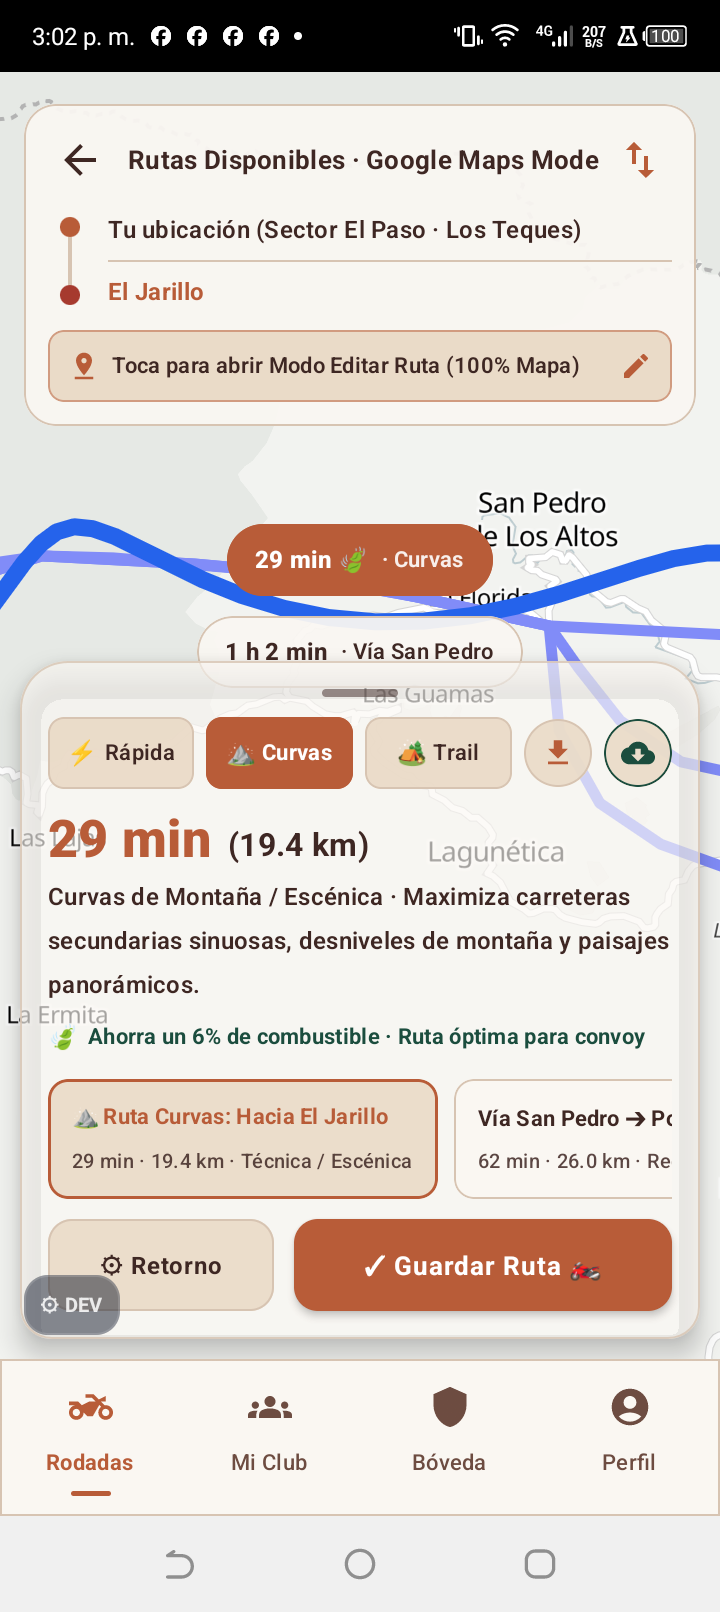 3:02 p. m.
4G
207
B/S
100
Rutas Disponibles · Google Maps Mode
Tu ubicación (Sector El Paso · Los Teques)
El Jarillo
Toca para abrir Modo Editar Ruta (100% Mapa)
San Pedro
de Los Altos
29 min 🌿 · Curvas
Florida
1 h 2 min · Vía San Pedro
Las Guamas
⚡ Rápida
⛰️ Curvas
🏕️ Trail
29 min (19.4 km)
Lagunética
Curvas de Montaña / Escénica · Maximiza carreteras
secundarias sinuosas, desniveles de montaña y paisajes
panorámicos.
La Ermita
🌿 Ahorra un 6% de combustible · Ruta óptima para convoy
⛰️ Ruta Curvas: Hacia El Jarillo
29 min · 19.4 km · Técnica / Escénica
Vía San Pedro ➔ Po
62 min · 26.0 km · Re
⚙ Retorno
✓ Guardar Ruta 🏍️
⚙ DEV
Rodadas
Mi Club
Bóveda
Perfil